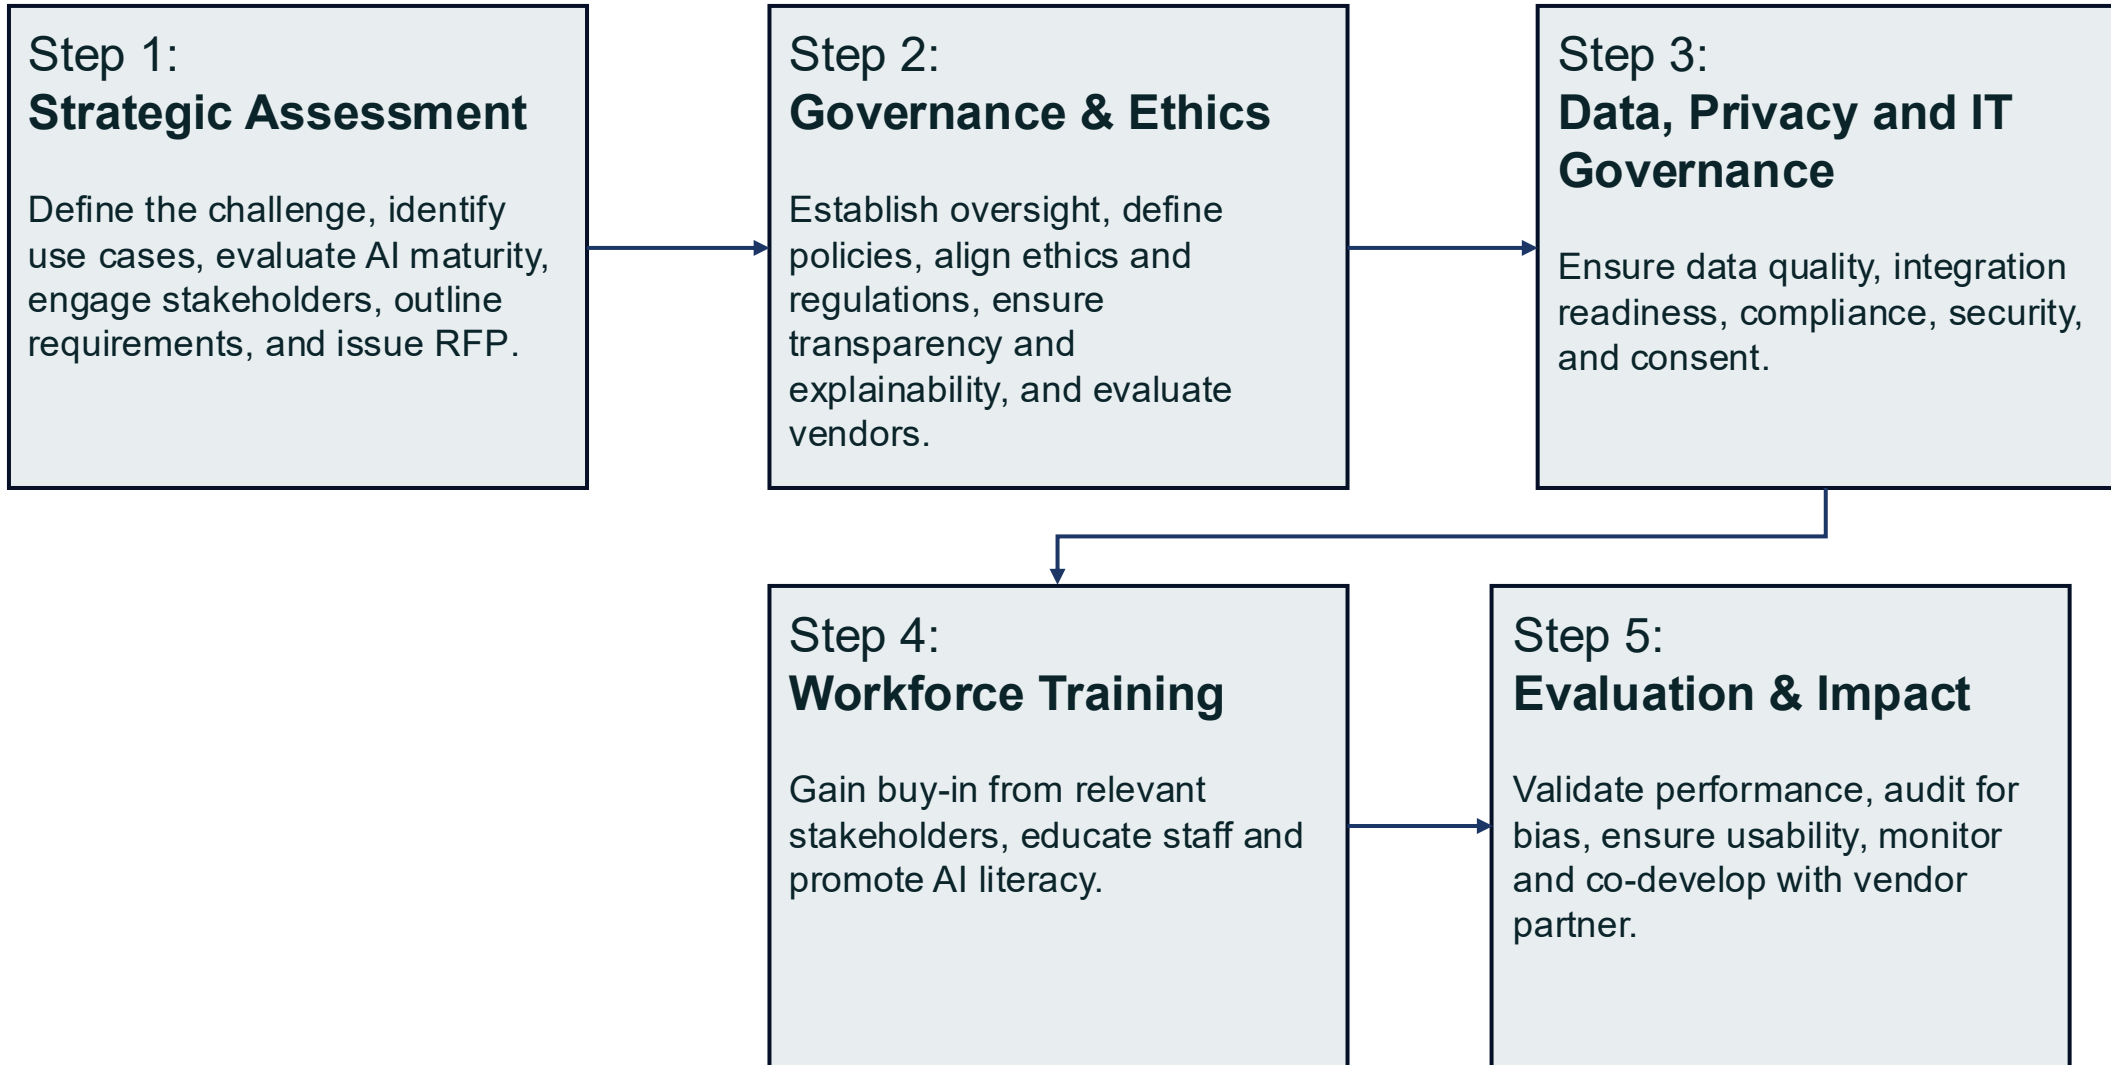 Step 1:
Strategic Assessment
Define the challenge, identify
use cases, evaluate AI maturity,
engage stakeholders, outline
requirements, and issue RFP.
Step 2:
Governance & Ethics
Establish oversight, define
policies, align ethics and
regulations, ensure
transparency and
explainability, and evaluate
vendors.
Step 3:
Data, Privacy and IT
Governance
Ensure data quality, integration
readiness, compliance, security,
and consent.
Step 4:
Workforce Training
Gain buy-in from relevant
stakeholders, educate staff and
promote AI literacy.
Step 5:
Evaluation & Impact
Validate performance, audit for
bias, ensure usability, monitor
and co-develop with vendor
partner.